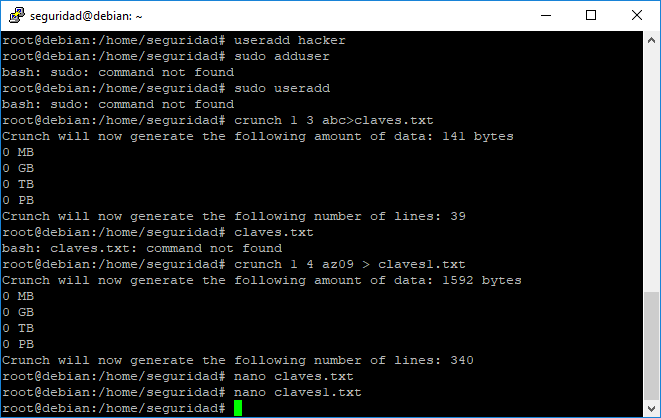 seguridad@debian: ~
root@debian:/home/seguridad# useradd hacker
root@debian:/home/seguridad# sudo adduser
bash: sudo: command not found
root@debian:/home/seguridad# sudo useradd
bash: sudo: command not found
root@debian:/home/seguridad# crunch 1 3 abc>claves.txt
Crunch will now generate the following amount of data: 141 bytes
0 MB
0 GB
0 TB
0 PB
Crunch will now generate the following number of lines: 39
root@debian:/home/seguridad# claves.txt
bash: claves.txt: command not found
root@debian:/home/seguridad# crunch 1 4 az09 > claves1.txt
Crunch will now generate the following amount of data: 1592 bytes
0 MB
0 GB
0 TB
0 PB
Crunch will now generate the following number of lines: 340
root@debian:/home/seguridad# nano claves.txt
root@debian:/home/seguridad# nano claves1.txt
root@debian:/home/seguridad#